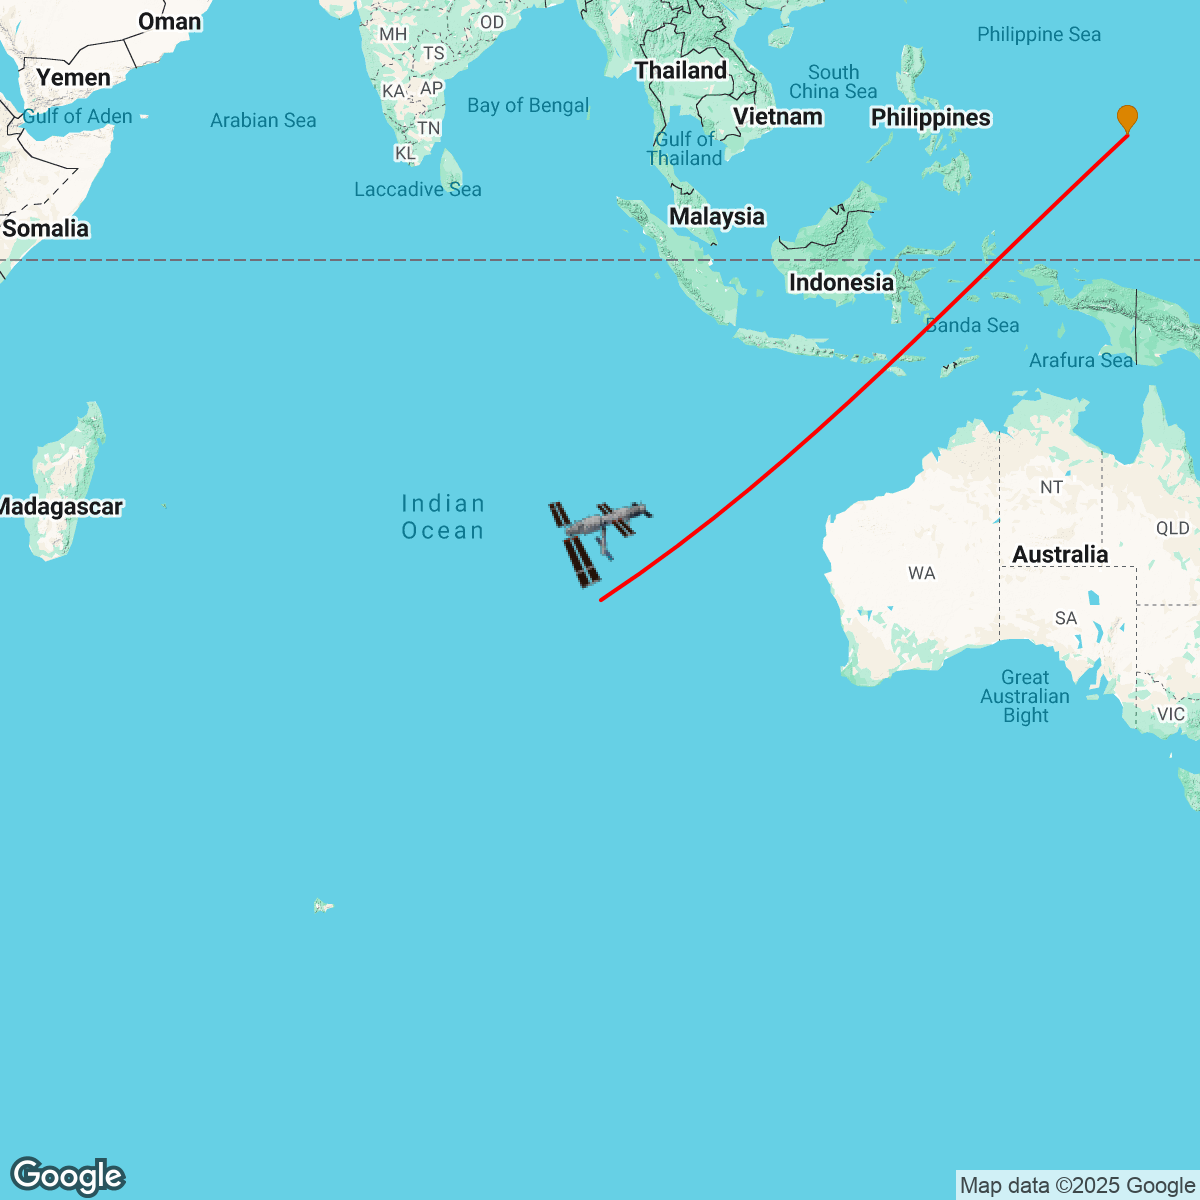 Oman
OD
MH
Philippine Sea
TS
Thailand
South
China Sea
Yemen
KA
AP
Bay of Bengal
Gulf of Aden
Arabian Sea
Vietnam
Philippines
TN
Gulf of
Thailand
KL
Laccadive Sea
Malaysia
Somalia
Indonesia
Banda Sea
Arafura Sea
NT
Indian
Ocean
Madagascar
QLD
Australia
WA
SA
Great
Australian
Bight
VIC
Google
Map data ©2025 Google